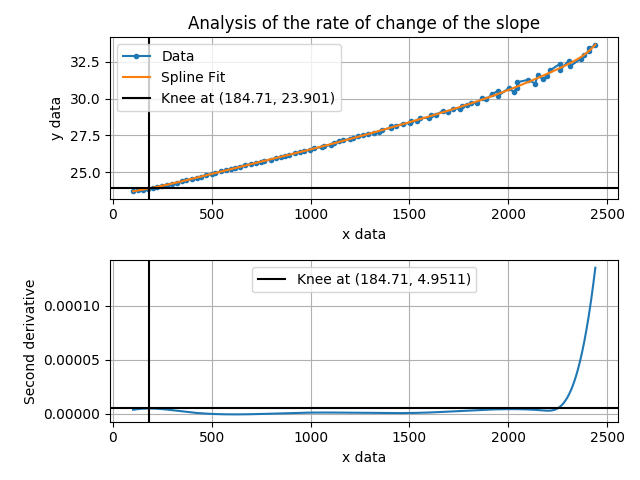 Analysis of the rate of change of the slope
32.5
30.0
27.5
25.0
y data
Data
Spline Fit
Knee at (184.71, 23.901)
0 500 1000 1500 2000 2500
x data
0.00010
0.00005
0.00000
Second derivative
Knee at (184.71, 4.9511)
0 500 1000 1500 2000 2500
x data